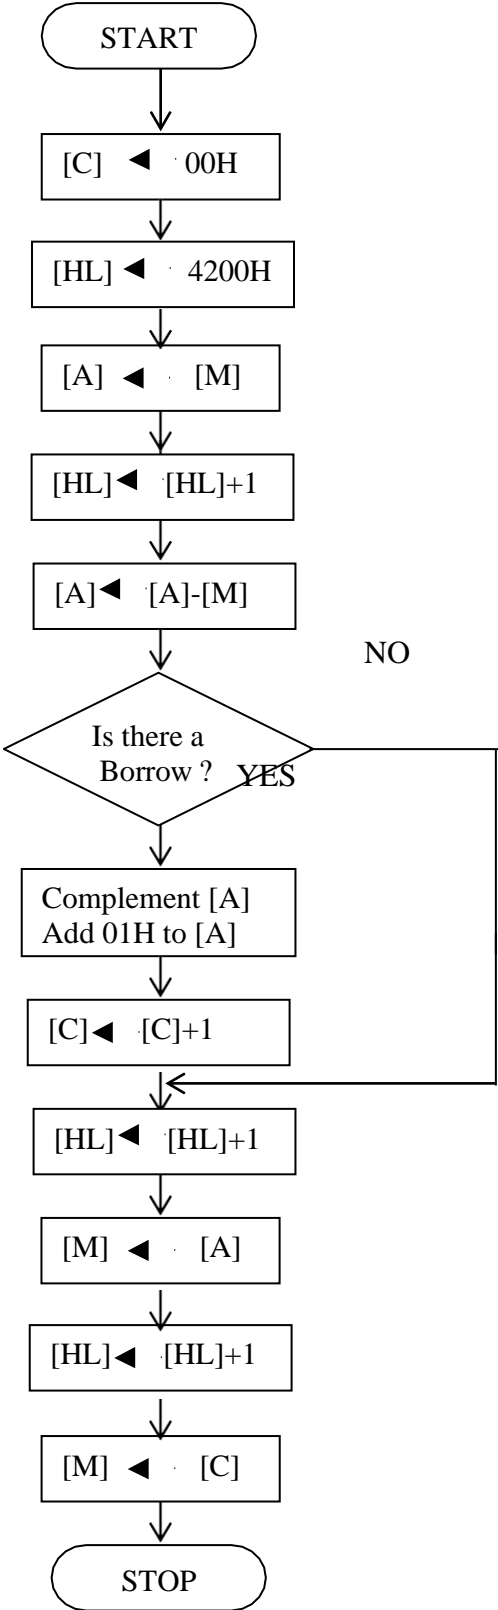 START
[C] ◄ 00H
[HL] ◄ 4200H
[A] ◄ [M]
[HL] ◄ [HL]+1
[A] ◄ [A]-[M]
NO
Is there a
Borrow ?
YES
Complement [A]
Add 01H to [A]
[C] ◄ [C]+1
[HL] ◄ [HL]+1
[M] ◄ [A]
[HL] ◄ [HL]+1
[M] ◄ [C]
STOP